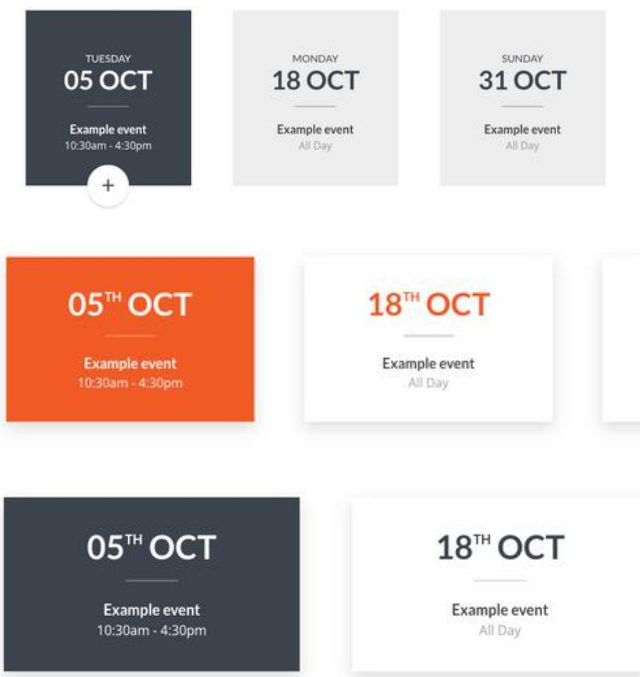 TUESDAY
05 OCT
Example event
10:30am - 4:30pm
+
MONDAY
18 OCT
Example event
All Day
SUNDAY
31 OCT
Example event
All Day
05TH OCT
Example event
10:30am - 4:30pm
18TH OCT
Example event
All Day
05TH OCT
Example event
10:30am - 4:30pm
18TH OCT
Example event
All Day